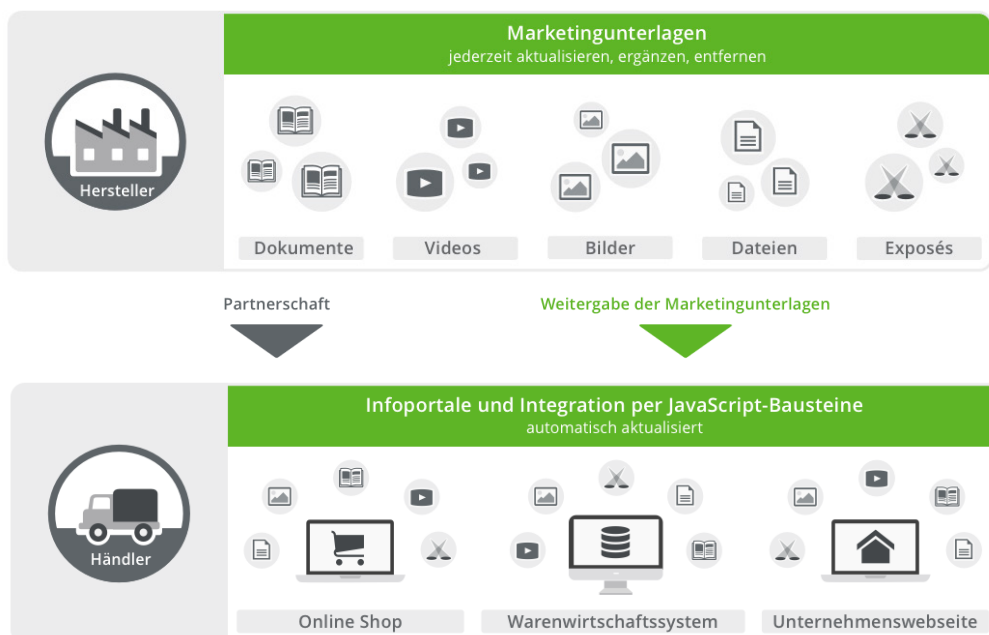 Marketingunterlagen
jederzeit aktualisieren, ergänzen, entfernen
Hersteller
Dokumente
Videos
Bilder
Dateien
Exposés
Partnerschaft
Weitergabe der Marketingunterlagen
Infoportale und Integration per JavaScript-Bausteine
automatisch aktualisiert
Händler
Online Shop
Warenwirtschaftssystem
Unternehmenswebseite